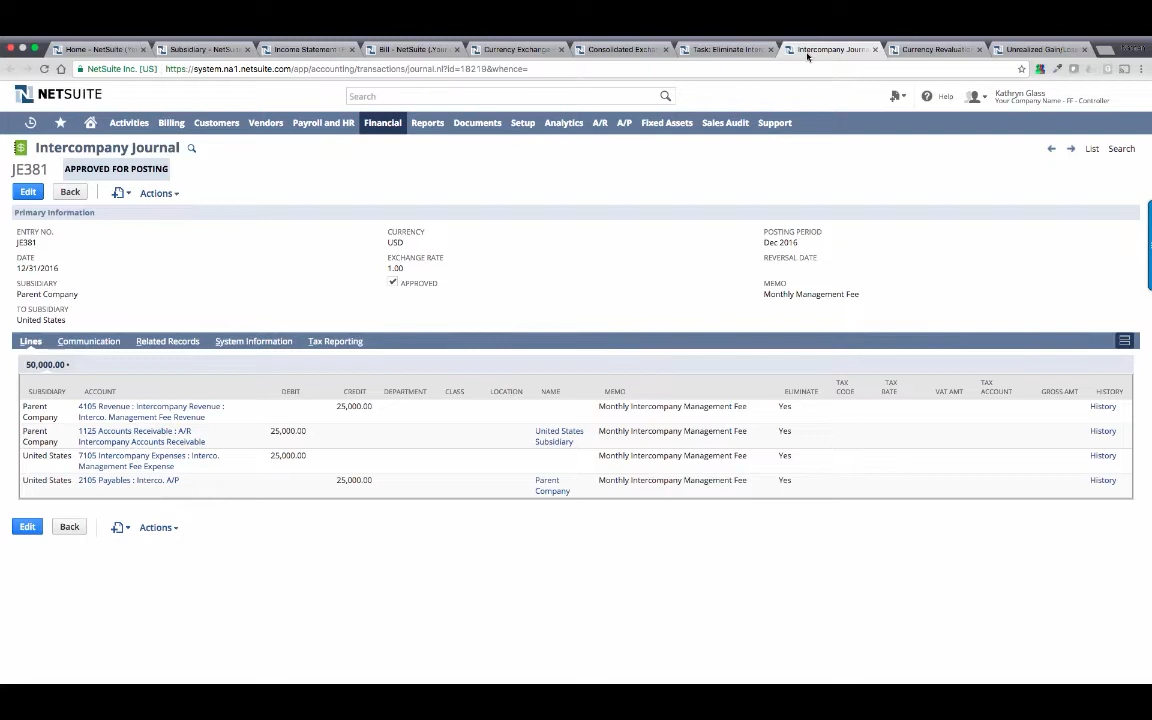 Home - NetSuite (Yo
Subsidiary - NetSui
Income Statement
Bill - NetSuite (.Your
Currency Exchange
Consolidated Excha
Task: Eliminate Inter
Intercompany Journ
Currency Revaluati
Unrealized Gain/Los
NetSuite Inc. [US] https://system.na1.netsuite.com/app/accounting/transactions/journal.nl?id=18219&whence=
NETSUITE
Search
Help
Kathryn Glass
Your Company Name - FF - Controller
Activities Billing Customers Vendors Payroll and HR Financial Reports Documents Setup Analytics A/R A/P Fixed Assets Sales Audit Support
Intercompany Journal
List Search
JE381 APPROVED FOR POSTING
Edit Back Actions
Primary Information
ENTRY NO. CURRENCY POSTING PERIOD
JE381 USD Dec 2016
DATE EXCHANGE RATE REVERSAL DATE
12/31/2016 1.00
SUBSIDIARY APPROVED MEMO
Parent Company Monthly Management Fee
TO SUBSIDIARY
United States
Lines Communication Related Records System Information Tax Reporting
50,000.00 •
SUBSIDIARY ACCOUNT DEBIT CREDIT DEPARTMENT CLASS LOCATION NAME MEMO ELIMINATE TAX CODE TAX RATE VAT AMT TAX ACCOUNT GROSS AMT HISTORY
Parent Company 4105 Revenue : Intercompany Revenue : Interco. Management Fee Revenue 25,000.00 Monthly Intercompany Management Fee Yes History
Parent Company 1125 Accounts Receivable : A/R Intercompany Accounts Receivable 25,000.00 United States Subsidiary Monthly Intercompany Management Fee Yes History
United States 7105 Intercompany Expenses : Interco. Management Fee Expense 25,000.00 Monthly Intercompany Management Fee Yes History
United States 2105 Payables : Interco. A/P 25,000.00 Parent Company Monthly Intercompany Management Fee Yes History
Edit Back Actions